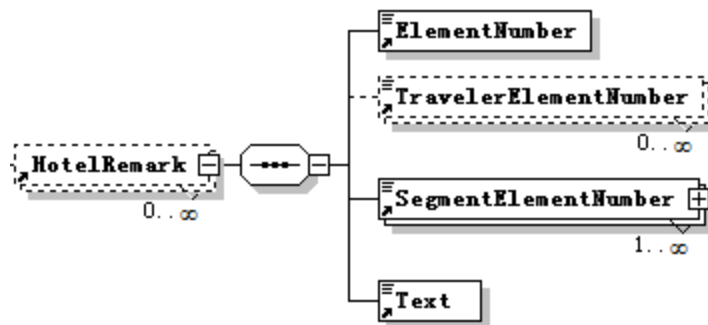 ElementNumber
TravelerElementNumber
0..∞
HotelRemark
0..∞
SegmentElementNumber
1..∞
Text